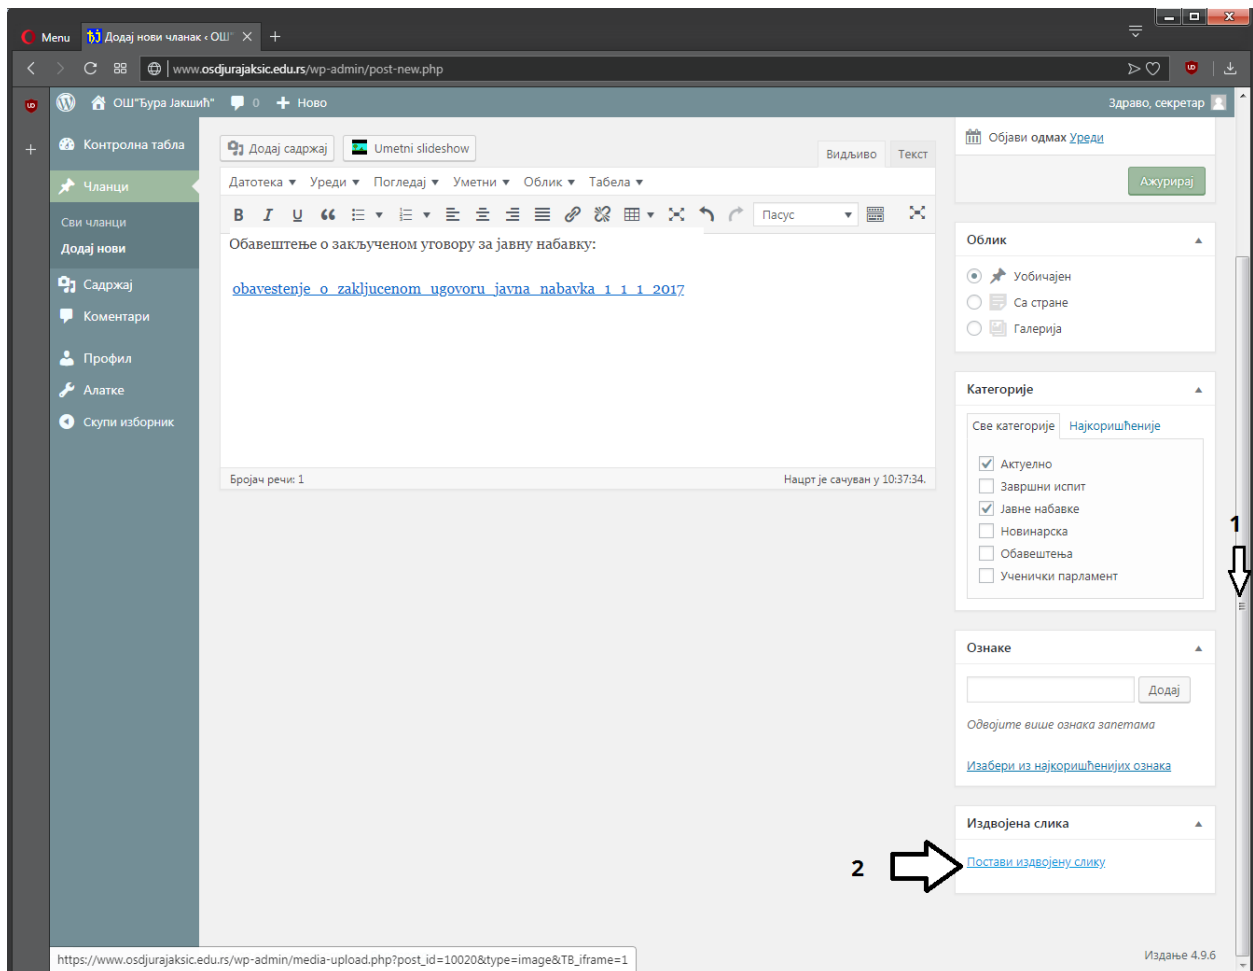 Menu
Додај нови чланак ‹ ОШ"
www.osdjurajaksic.edu.rs/wp-admin/post-new.php
ОШ"Ђура Јакшић"
0
Ново
Здраво, секретар
Контролна табла
Чланци
Сви чланци
Додај нови
Садржај
Коментари
Профил
Алатке
Скупи изборник
Додај садржај
Umetni slideshow
Видљиво
Текст
Датотека
Уреди
Погледај
Уметни
Облик
Табела
B I U
Пасус
Обавештење о закљученом уговору за јавну набавку:
obavestenje_o_zakljucenom_ugovoru_javna_nabavka_1_1_1_2017
Бројач речи: 1
Нацрт је сачуван у 10:37:34.
Објави одмах Уреди
Ажурирај
Облик
Уобичајен
Са стране
Галерија
Категорије
Све категорије
Најкоришћеније
Актуелно
Завршни испит
Јавне набавке
Новинарска
Обавештења
Ученички парламент
1
Ознаке
Додај
Одвојите више ознака запетама
Изабери из најкоришћенијих ознака
Издвојена слика
2
Постави издвојену слику
Издање 4.9.6
https://www.osdjurajaksic.edu.rs/wp-admin/media-upload.php?post_id=10020&type=image&TB_iframe=1